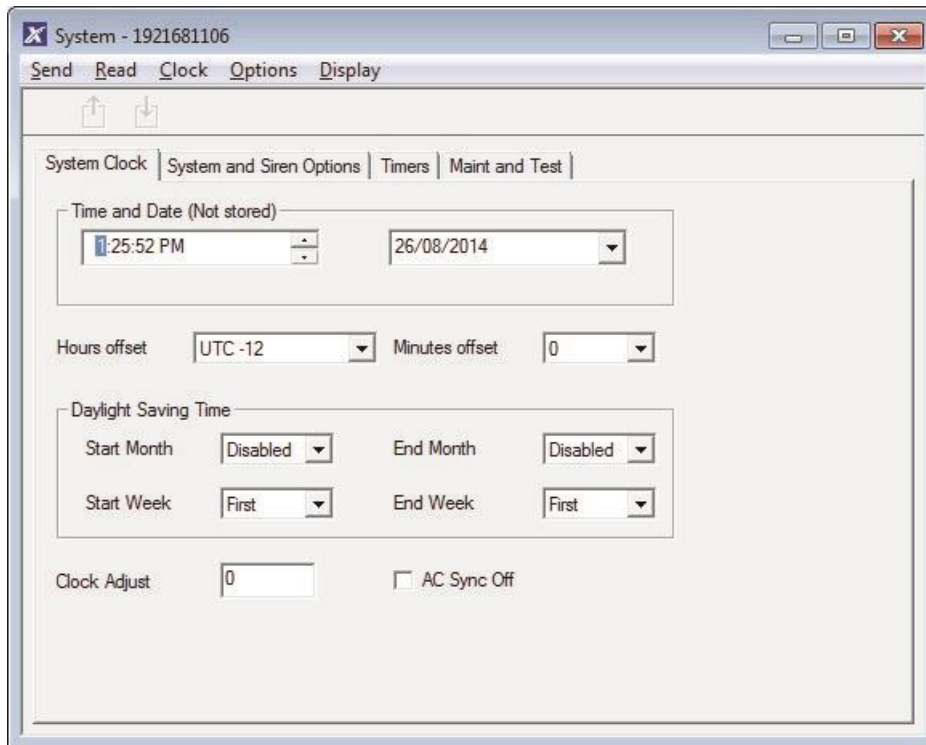 X System - 1921681106
Send Read Clock Options Display
System Clock System and Siren Options Timers Maint and Test
Time and Date (Not stored)
1:25:52 PM 26/08/2014
Hours offset UTC -12 Minutes offset 0
Daylight Saving Time
Start Month Disabled End Month Disabled
Start Week First End Week First
Clock Adjust 0 AC Sync Off